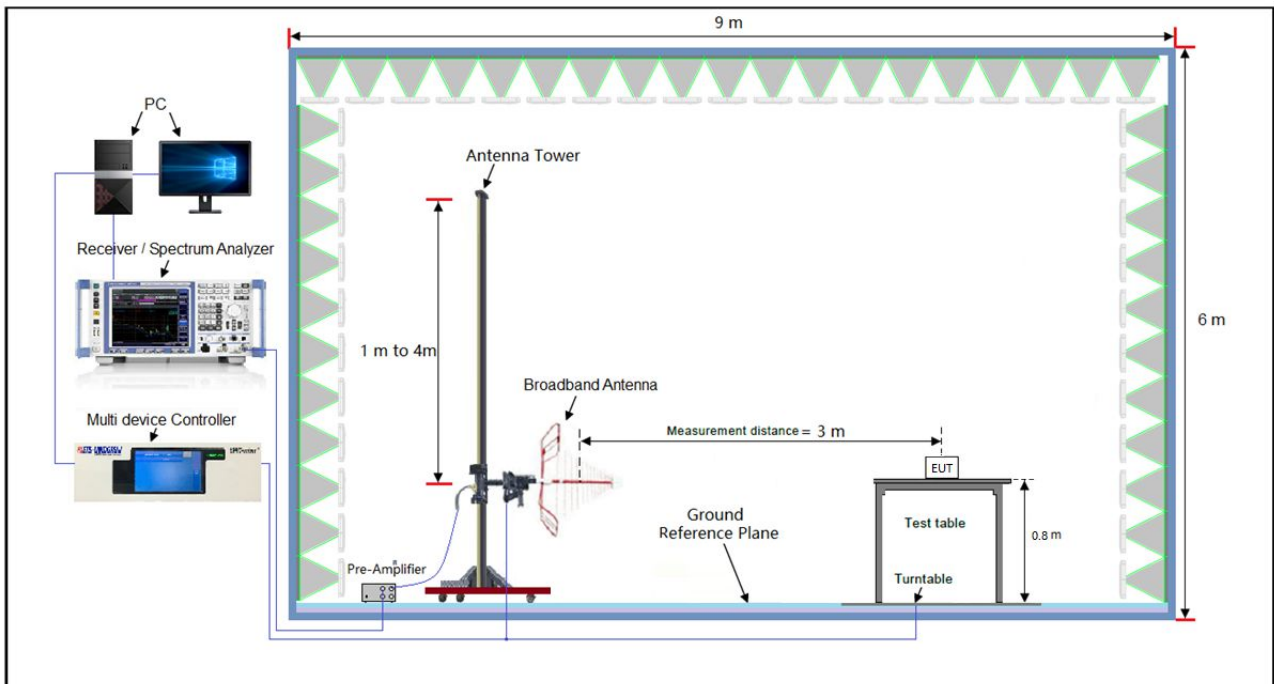 9 m
PC
Antenna Tower
Receiver / Spectrum Analyzer
6 m
1 m to 4m
Broadband Antenna
Multi device Controller
Measurement distance = 3 m
EUT
Ground
Reference Plane
Test table
0.8 m
Pre-Amplifier
Turntable